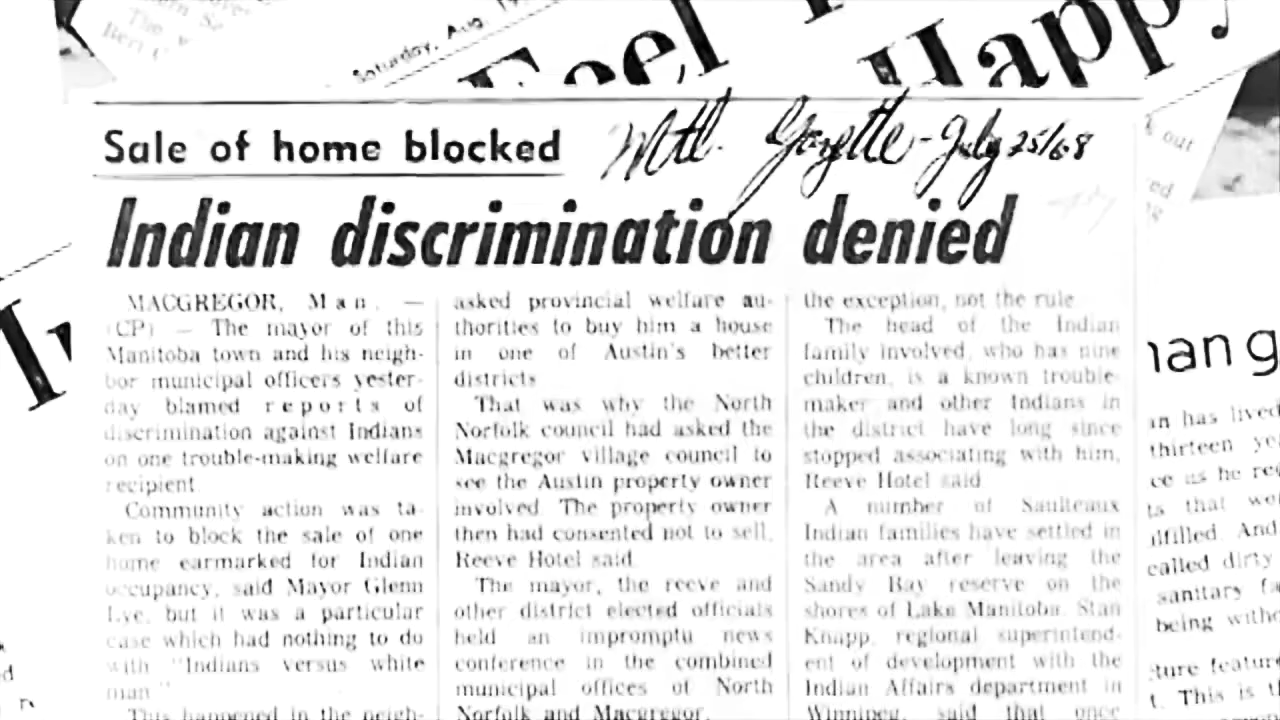 Saturday, Aug.
Feel
Happy
Sale of home blocked
Mtl. Gazette - July 25/68
Indian discrimination denied
MACGREGOR, Man. —
(CP) — The mayor of this
Manitoba town and his neigh-
bor municipal officers yester-
day blamed reports of
discrimination against Indians
on one trouble-making welfare
recipient.
Community action was ta-
ken to block the sale of one
home earmarked for Indian
occupancy, said Mayor Glenn
Lye, but it was a particular
case which had nothing to do
with "Indians versus white
man."
This happened in the neigh-
asked provincial welfare au-
thorities to buy him a house
in one of Austin's better
districts.
That was why the North
Norfolk council had asked the
Macgregor village council to
see the Austin property owner
involved. The property owner
then had consented not to sell,
Reeve Hotel said.
The mayor, the reeve and
other district elected officials
held an impromptu news
conference in the combined
municipal offices of North
Norfolk and Macgregor.
the exception, not the rule.
The head of the Indian
family involved, who has nine
children, is a known trouble-
maker and other Indians in
the district have long since
stopped associating with him,
Reeve Hotel said.
A number of Saulteaux
Indian families have settled in
the area after leaving the
Sandy Bay reserve on the
shores of Lake Manitoba. Stan
Knapp, regional superintend-
ent of development with the
Indian Affairs department in
Winnipeg, said that once
out
has lived
thirteen
as he
that
And
called dirty
sanitary
being
This is